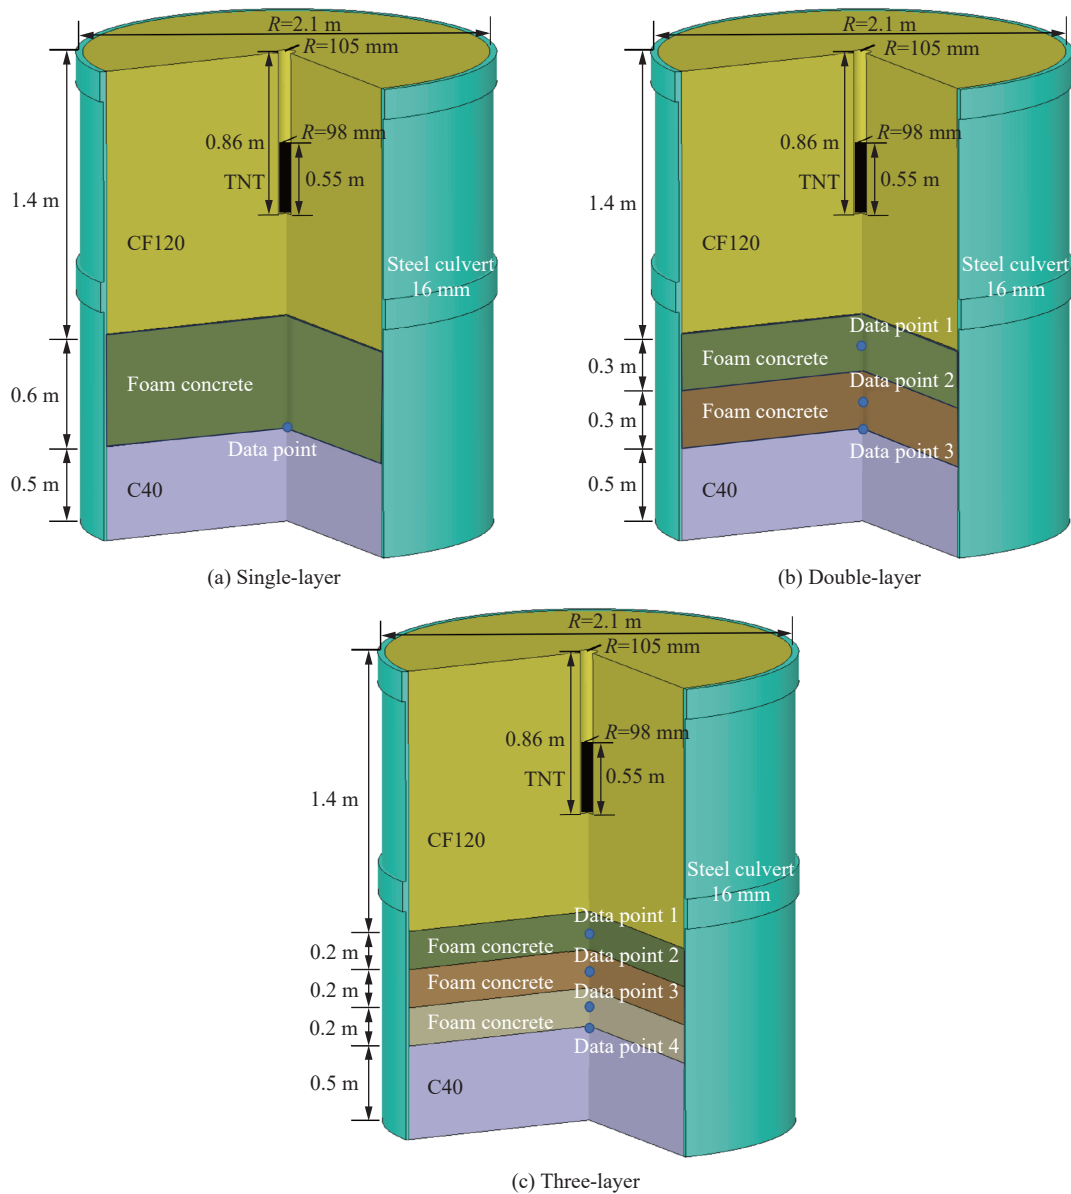 R=2.1 m
R=105 mm
R=98 mm
0.86 m
TNT
0.55 m
1.4 m
CF120
Steel culvert
16 mm
Foam concrete
0.6 m
Data point
0.5 m
C40
(a) Single-layer
R=2.1 m
R=105 mm
R=98 mm
0.86 m
TNT
0.55 m
1.4 m
CF120
Steel culvert
16 mm
Data point 1
0.3 m
Foam concrete
Data point 2
0.3 m
Foam concrete
Data point 3
0.5 m
C40
(b) Double-layer
R=2.1 m
R=105 mm
R=98 mm
0.86 m
TNT
0.55 m
1.4 m
CF120
Steel culvert
16 mm
Data point 1
0.2 m
Foam concrete
Data point 2
0.2 m
Foam concrete
Data point 3
0.2 m
Foam concrete
Data point 4
0.5 m
C40
(c) Three-layer